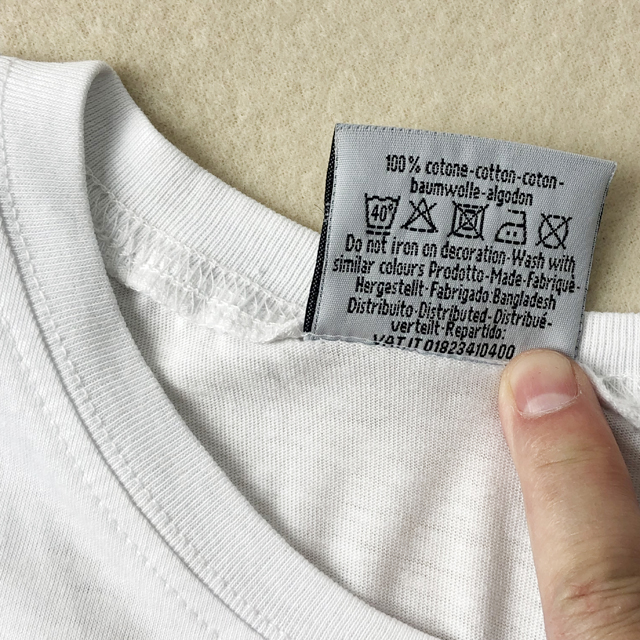 100% cotone-cotton-coton-
baumwolle-algodon
40°
Do not iron on decoration-Wash with
similar colours Prodotto-Made-Fabriqué-
Hergestellt-Fabrigado:Bangladesh
Distribuito-Distributed-Distribué-
verteilt-Repartido.
VAT IT 01823410400